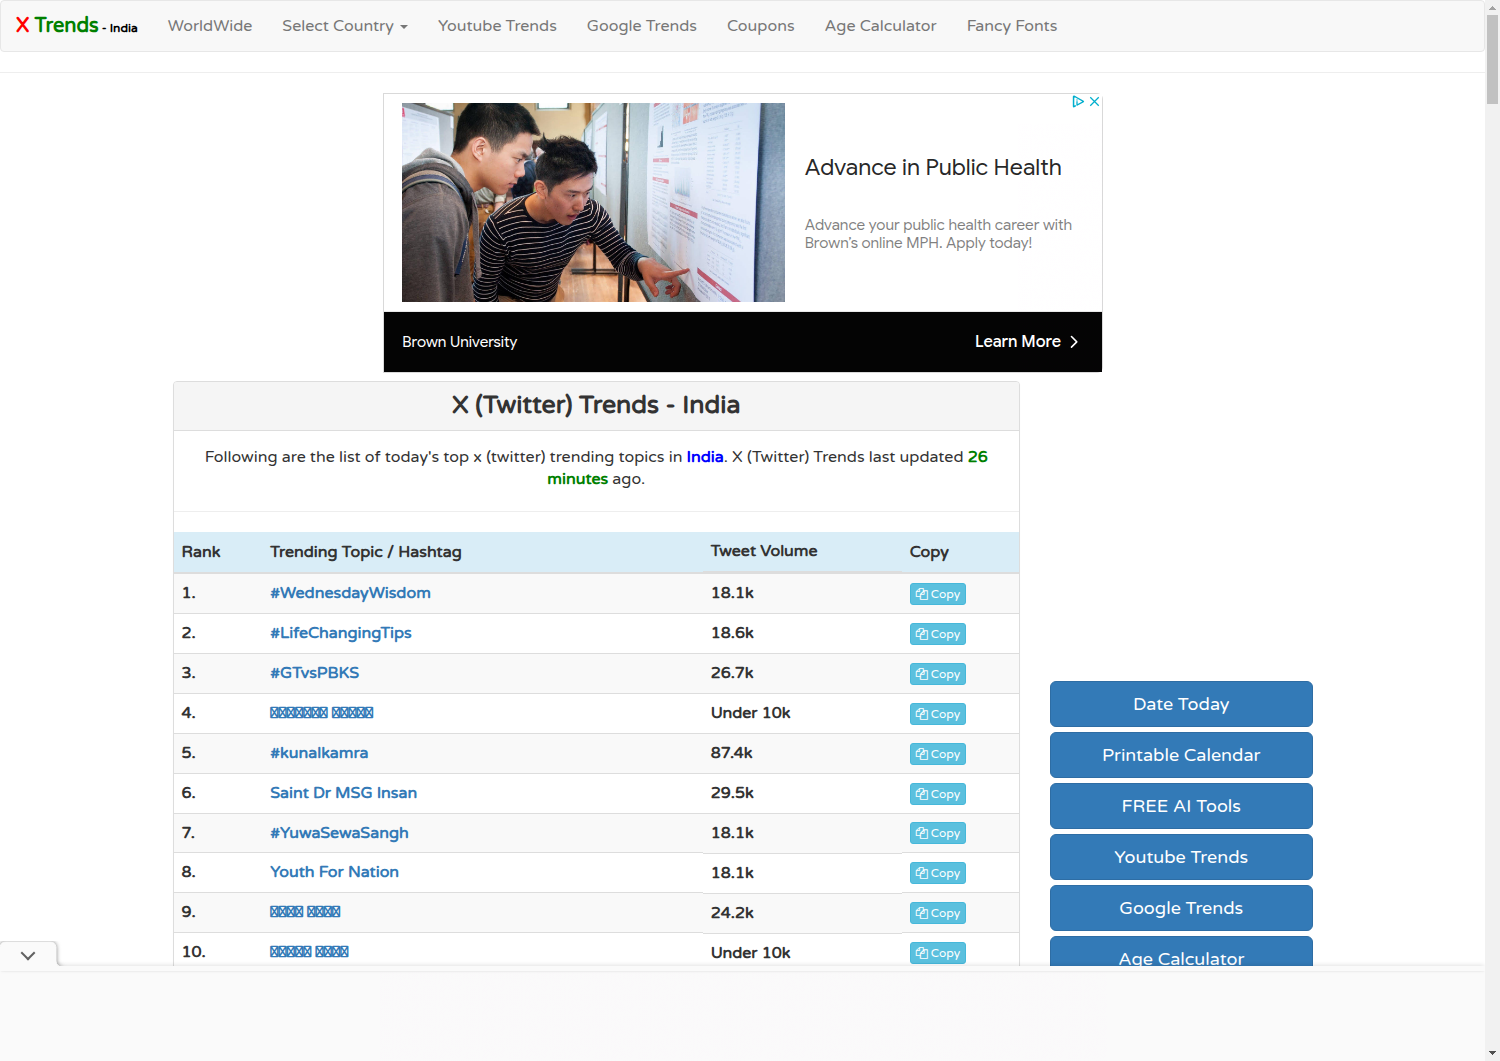 X Trends - India
WorldWide
Select Country
Youtube Trends
Google Trends
Coupons
Age Calculator
Fancy Fonts
Advance in Public Health
Advance your public health career with
Brown's online MPH. Apply today!
Brown University
Learn More
X (Twitter) Trends - India
Following are the list of today's top x (twitter) trending topics in India. X (Twitter) Trends last updated 26
minutes ago.
Rank Trending Topic / Hashtag Tweet Volume Copy
1. #WednesdayWisdom 18.1k Copy
2. #LifeChangingTips 18.6k Copy
3. #GTvsPBKS 26.7k Copy
4. Under 10k Copy
5. #kunalkamra 87.4k Copy
6. Saint Dr MSG Insan 29.5k Copy
7. #YuwaSewaSangh 18.1k Copy
8. Youth For Nation 18.1k Copy
9. 24.2k Copy
10. Under 10k Copy
Date Today
Printable Calendar
FREE AI Tools
Youtube Trends
Google Trends
Age Calculator